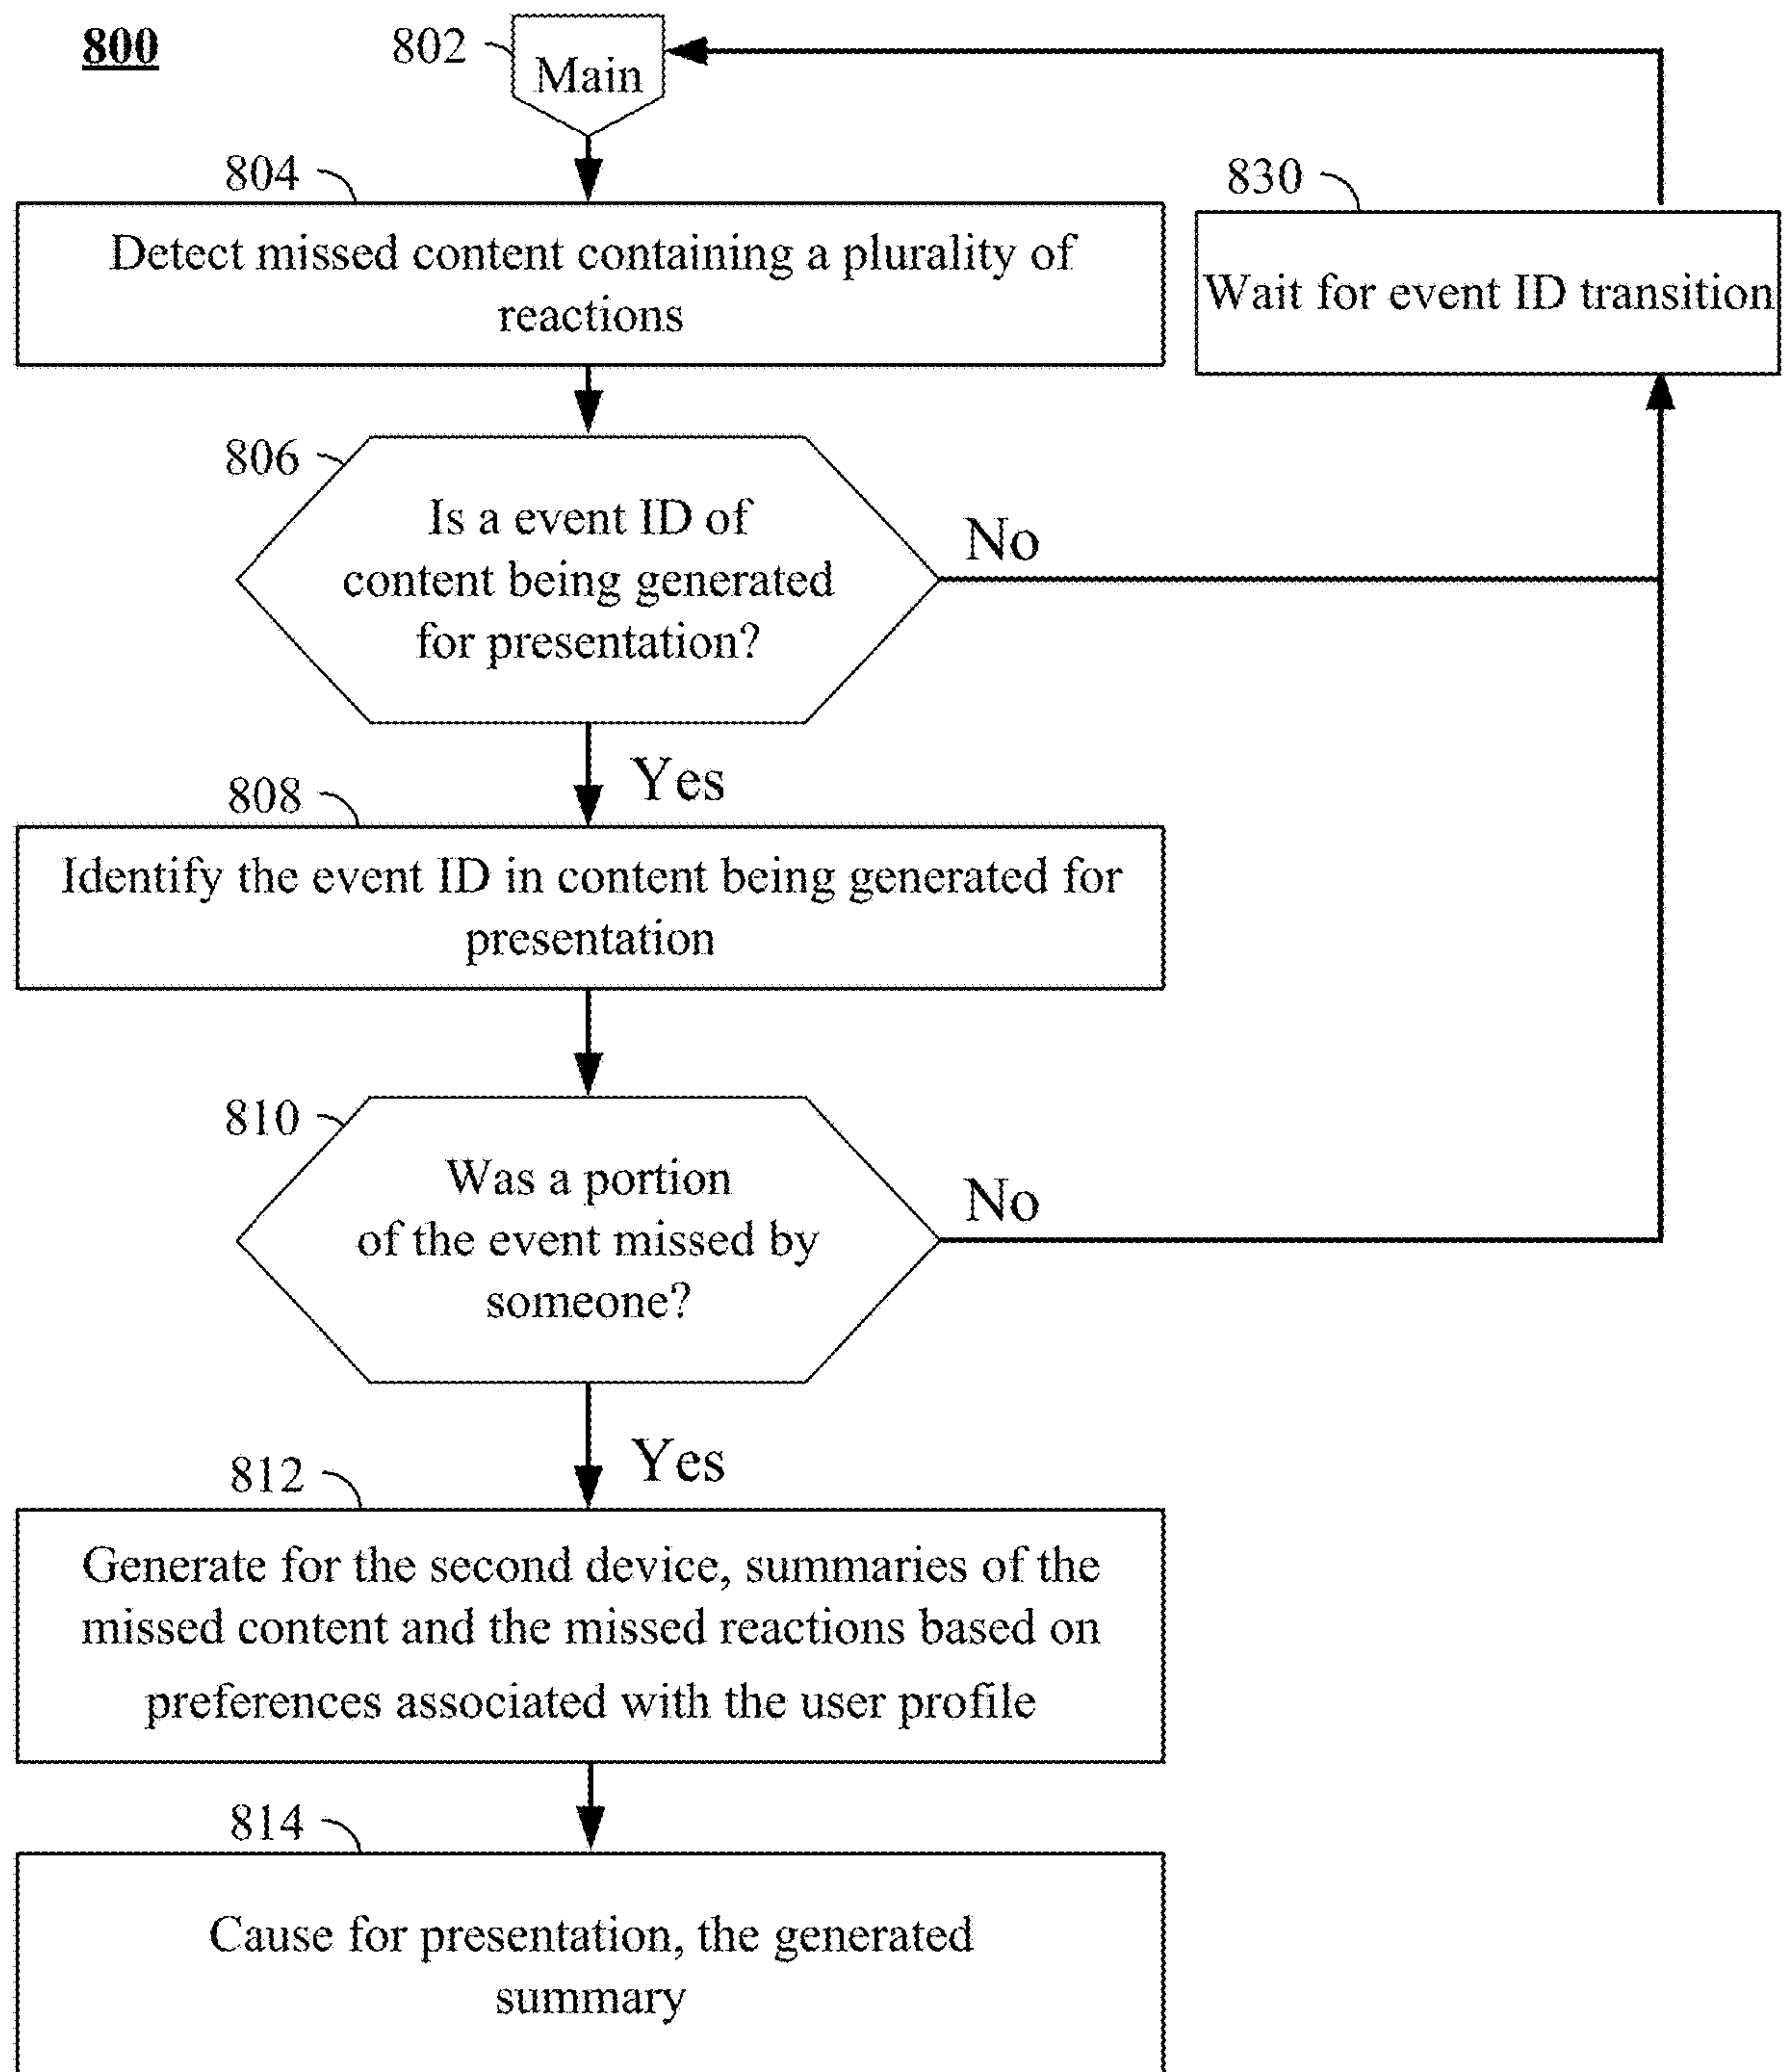 800
802
Main
804
Detect missed content containing a plurality of
reactions
830
Wait for event ID transition
806
Is a event ID of
content being generated
for presentation?
No
Yes
808
Identify the event ID in content being generated for
presentation
810
Was a portion
of the event missed by
someone?
No
Yes
812
Generate for the second device, summaries of the
missed content and the missed reactions based on
preferences associated with the user profile
814
Cause for presentation, the generated
summary